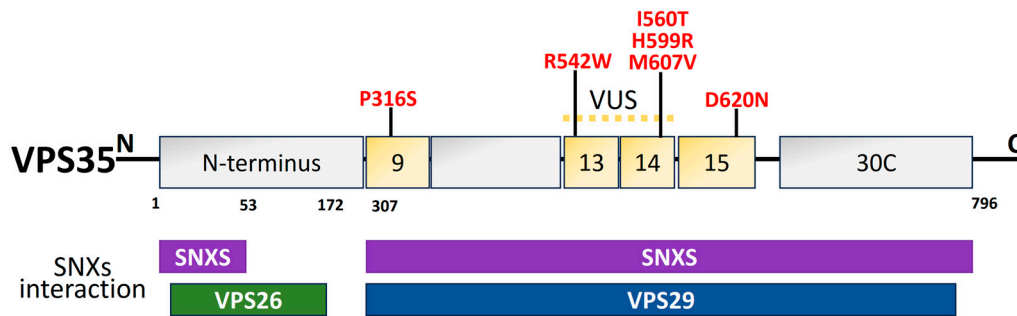 I560T
H599R
R542W M607V
P316S VUS D620N
VPS35 N N-terminus 9 13 14 15 30C C
1 53 172 307 796
SNXs interaction
SNXS SNXS
VPS26 VPS29